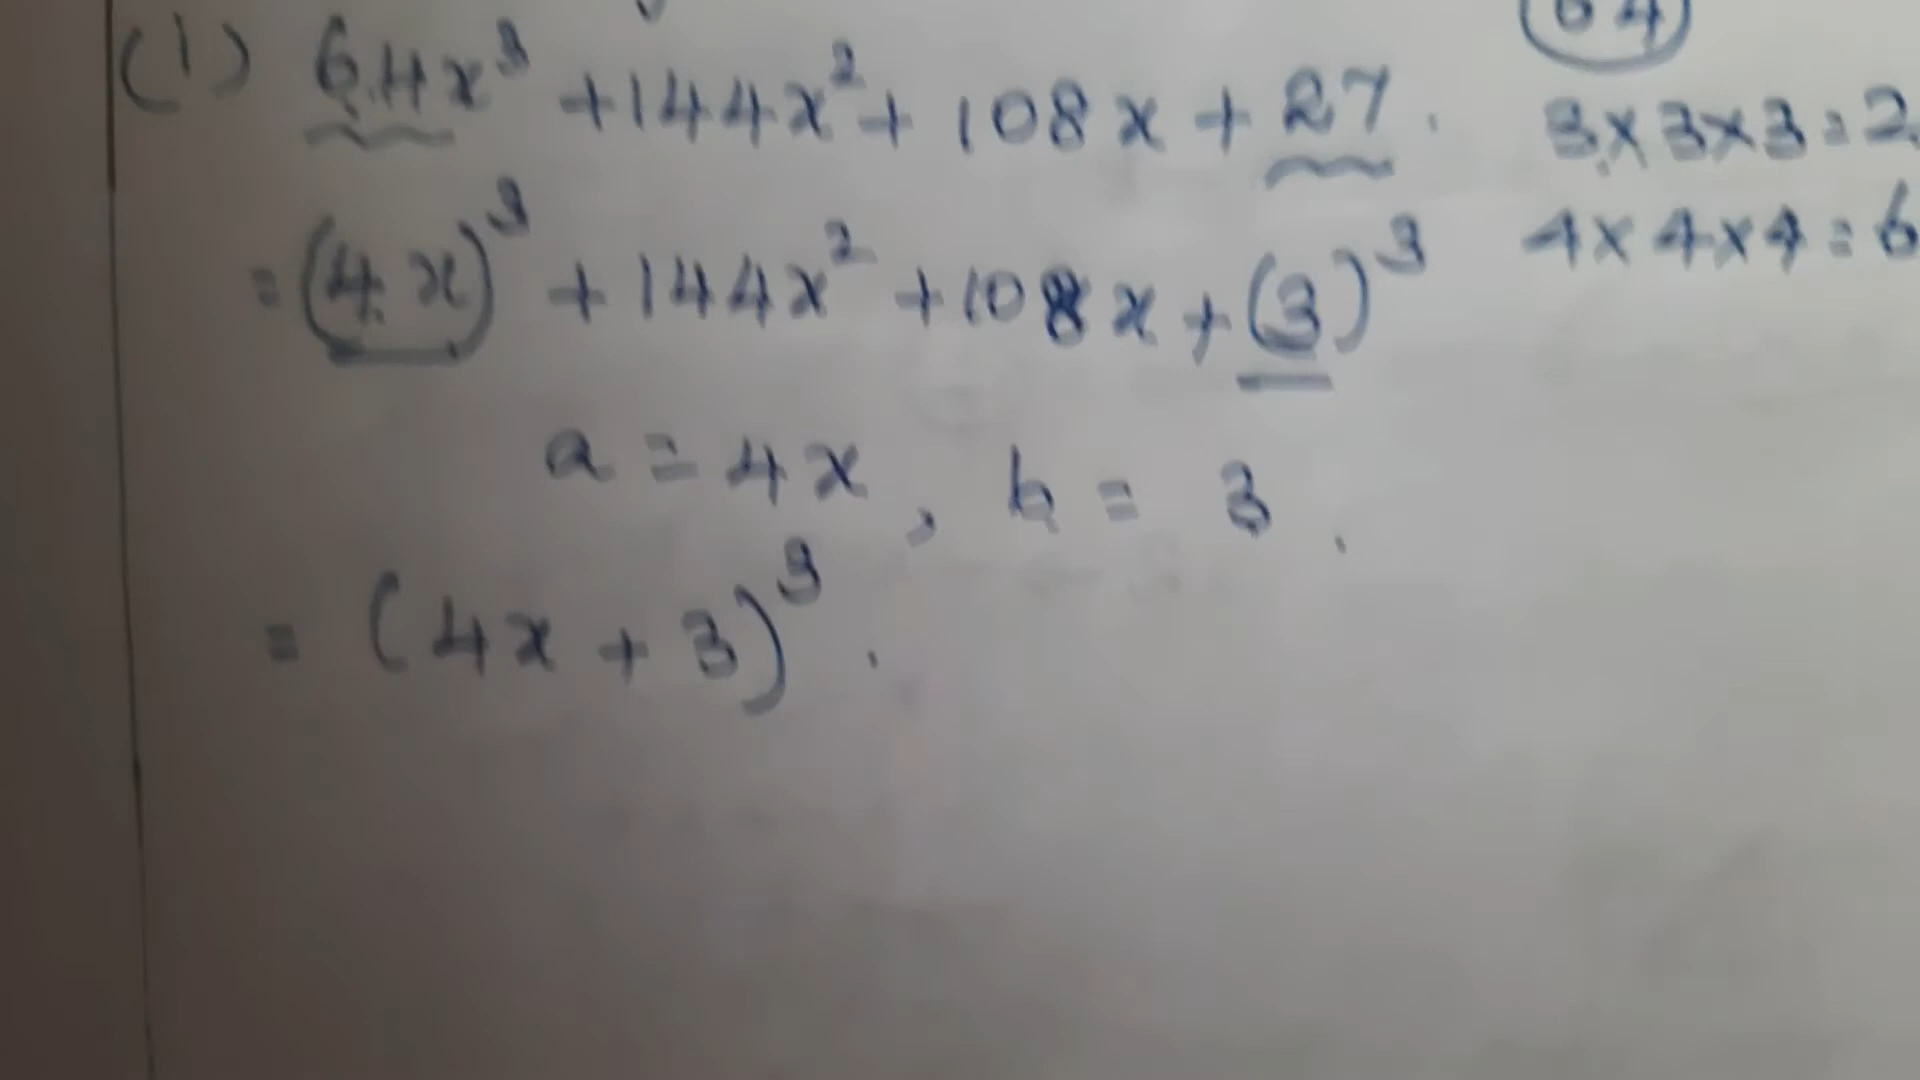 (1) 64x³ + 144x² + 108x + 27.
= (4x)³ + 144x² + 108x + (3)³
a = 4x, b = 3.
= (4x + 3)³.
64
3×3×3=2
4×4×4=6